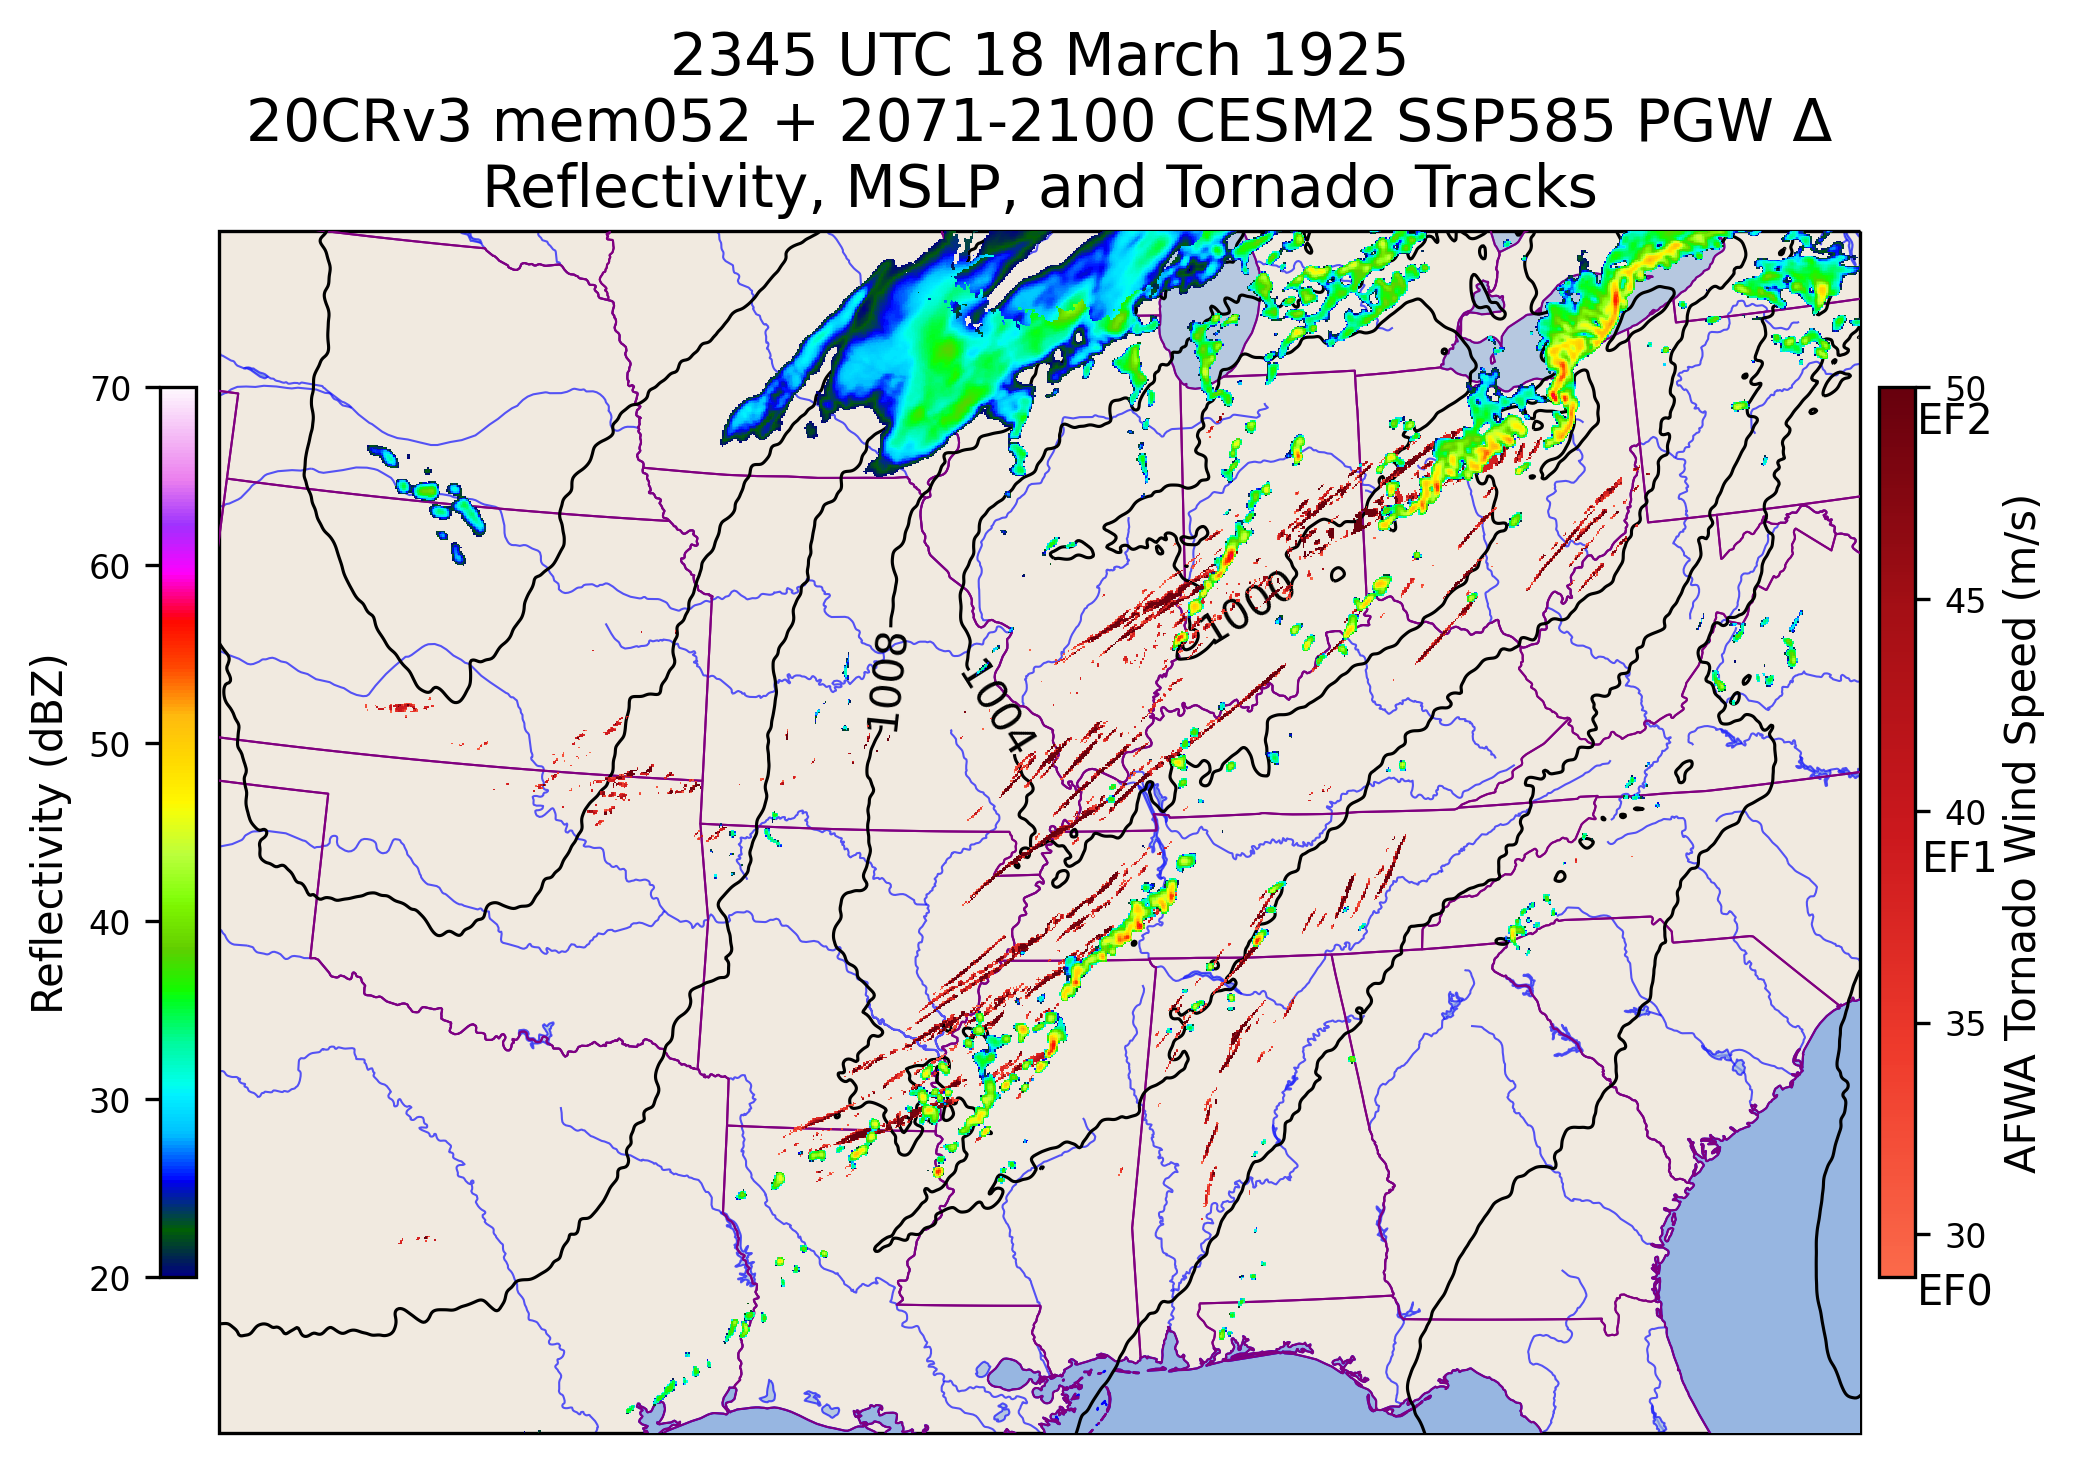 2345 UTC 18 March 1925
20CRv3 mem052 + 2071-2100 CESM2 SSP585 PGW Δ
Reflectivity, MSLP, and Tornado Tracks
Reflectivity (dBZ)
70
60
50
40
30
20
1008
1004
1000
50
EF2
45
40
EF1
35
30
EF0
AFWA Tornado Wind Speed (m/s)